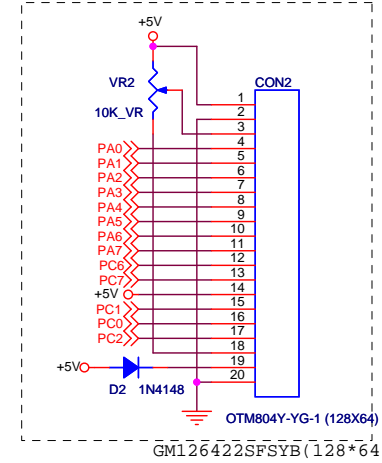 +5V
VR2
CON2
10K_VR
1
2
3
PA0 4
PA1 5
PA2 6
PA3 7
PA4 8
PA5 9
PA6 10
PA7 11
PC6 12
PC7 13
+5V 14
PC1 15
PC0 16
PC2 17
18
+5V 19
20
D2 1N4148
OTM804Y-YG-1 (128X64)
GM126422SFSYB(128*64